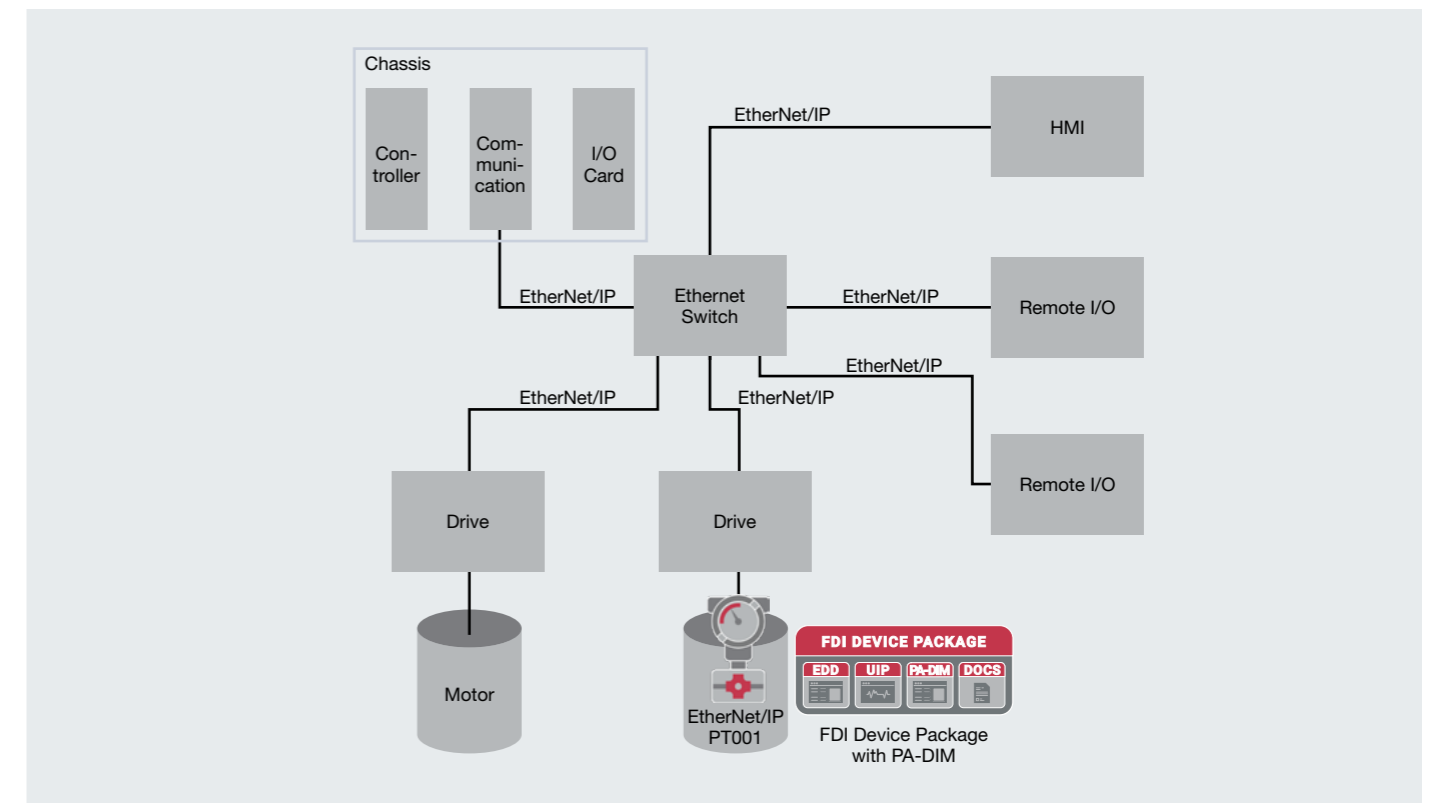 Chassis
Con-
troller
Com-
muni-
cation
I/O
Card
EtherNet/IP
HMI
EtherNet/IP
Ethernet
Switch
EtherNet/IP
Remote I/O
EtherNet/IP
EtherNet/IP
EtherNet/IP
Remote I/O
Drive
Drive
Motor
EtherNet/IP
PT001
FDI DEVICE PACKAGE
EDD
UIP
PA-DIM
DOCS
FDI Device Package
with PA-DIM